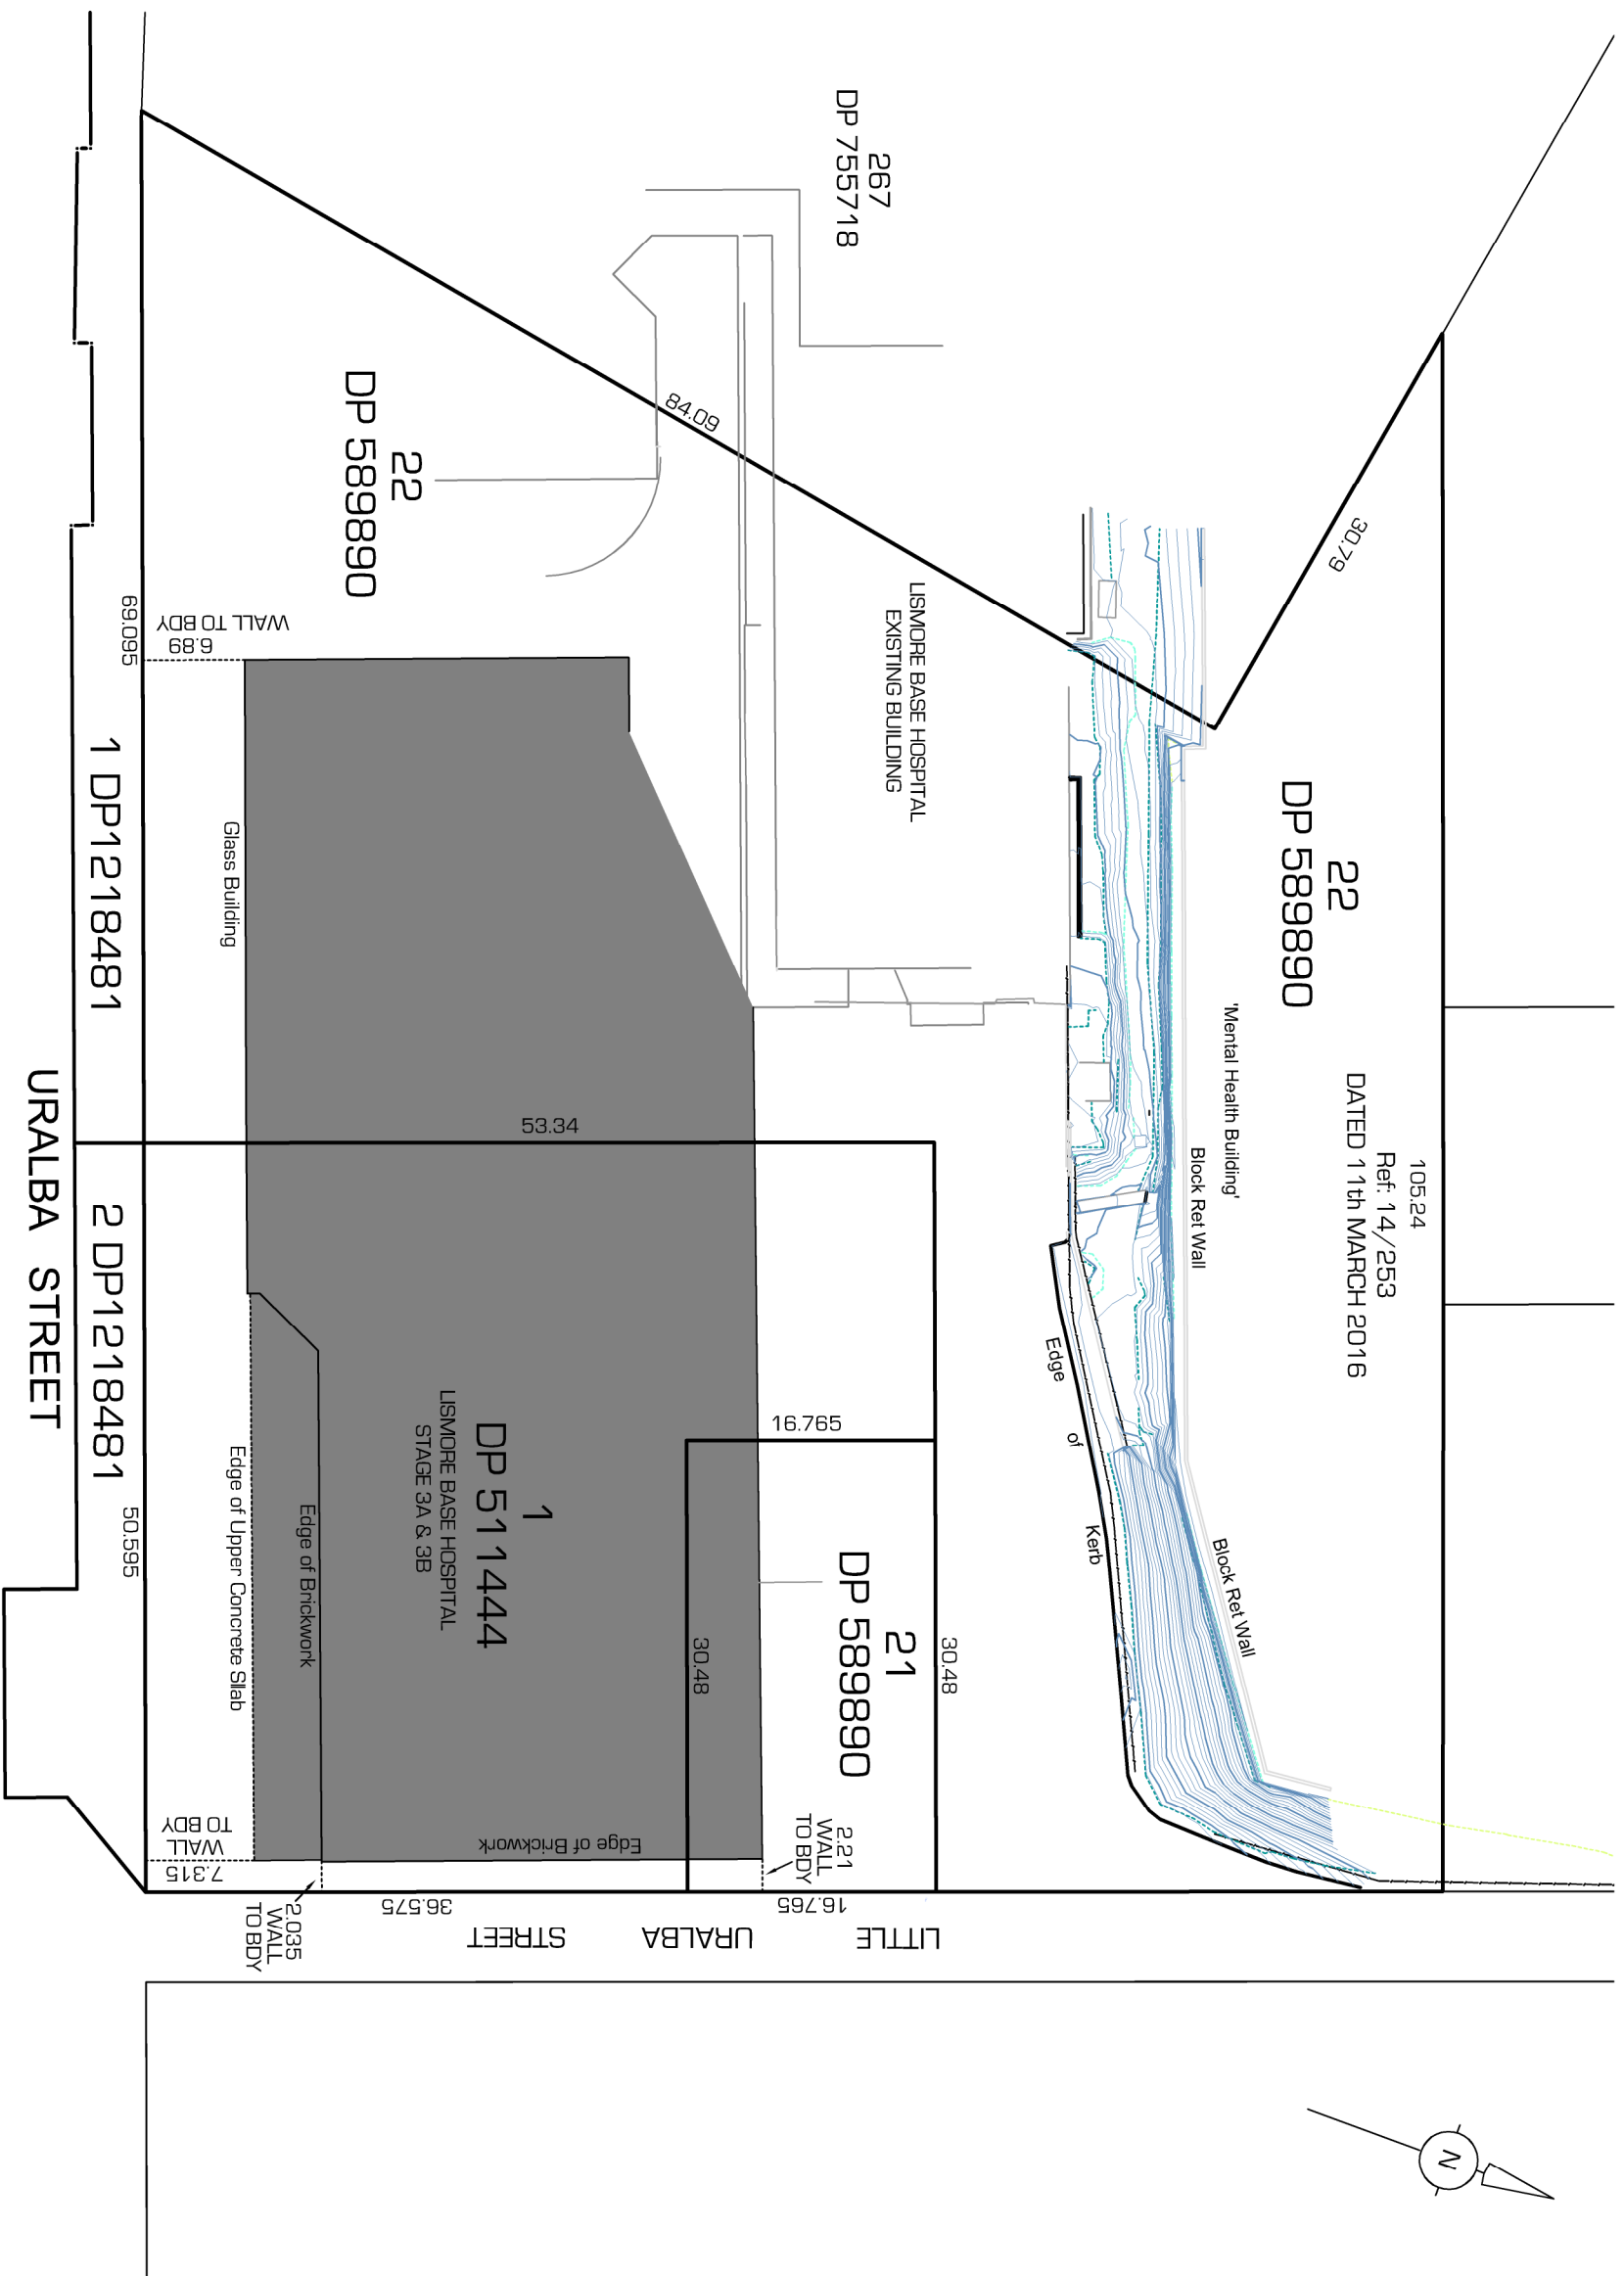 267
DP 755718
84.09
30.79
22
DP 589890
LISMORE BASE HOSPITAL
EXISTING BUILDING
22
DP 589890
'Mental Health Building'
Block Ret Wall
105.24
Ref: 14/253
DATED 11th MARCH 2016
69.095
6.89
WALL TO BDY
Glass Building
1 DP1218481
URALBA STREET
2 DP1218481
50.595
53.34
16.765
Edge of Kerb
Block Ret Wall
1
DP 511444
LISMORE BASE HOSPITAL
STAGE 3A & 3B
Edge of Brickwork
Edge of Upper Concrete Slab
21
DP 589890
30.48
30.48
Edge of Brickwork
2.21
WALL
TO BDY
7.315
WALL
TO BDY
2.035
WALL
TO BDY
36.575
16.765
LITTLE URALBA STREET
N